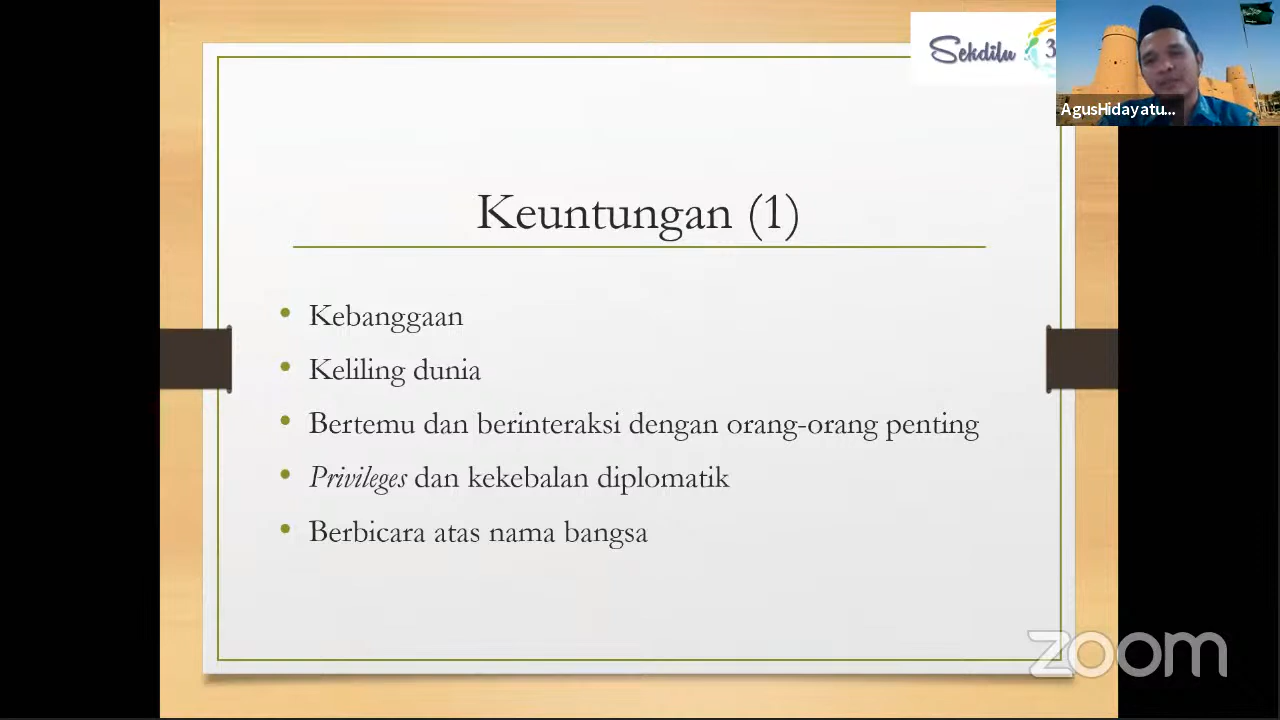 Sekdilu 3
AgusHidayatu...
Keuntungan (1)
• Kebanggaan
• Keliling dunia
• Bertemu dan berinteraksi dengan orang-orang penting
• Privileges dan kekebalan diplomatik
• Berbicara atas nama bangsa
zoom